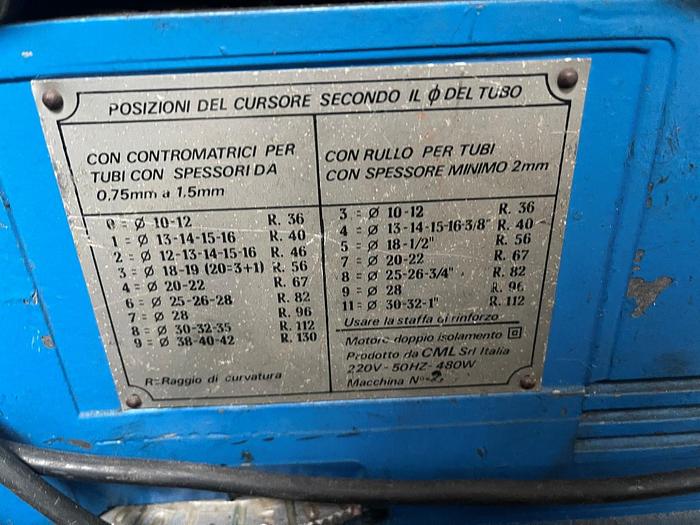 POSIZIONI DEL CURSORE SECONDO IL ϕ DEL TUBO
CON CONTROMATRICI PER
TUBI CON SPESSORI DA
0.75mm a 1.5mm
0 = Ø 10-12 R. 36
1 = Ø 13-14-15-16 R. 40
2 = Ø 12-13-14-15-16 R. 46
3 = Ø 18-19 (20=3+1) R. 56
4 = Ø 20-22 R. 67
6 = Ø 25-26-28 R. 82
7 = Ø 28 R. 96
8 = Ø 30-32-35 R. 112
9 = Ø 38-40-42 R. 130
R=Raggio di curvatura
CON RULLO PER TUBI
CON SPESSORE MINIMO 2mm
3 = Ø 10-12 R. 36
4 = Ø 13-14-15-16-3/8" R. 40
5 = Ø 18-1/2" R. 56
7 = Ø 20-22 R. 67
8 = Ø 25-26-3/4" R. 82
9 = Ø 28 R. 96
11 = Ø 30-32-1" R. 112
Usare la staffa di rinforzo
Motore doppio isolamento
Prodotto da CML Srl Italia
220V - 50HZ - 480W
Macchina N°